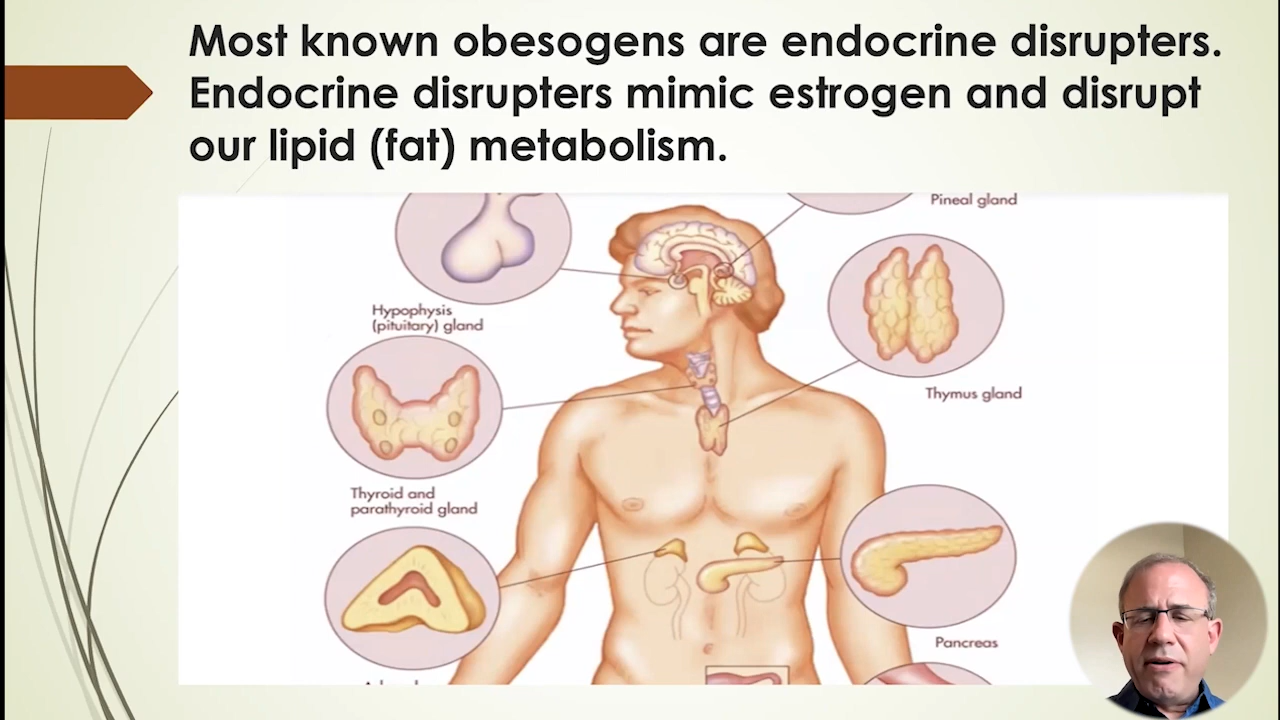 Most known obesogens are endocrine disrupters.
Endocrine disrupters mimic estrogen and disrupt
our lipid (fat) metabolism.
Pineal gland
Hypophysis
(pituitary) gland
Thymus gland
Thyroid and
parathyroid gland
Pancreas